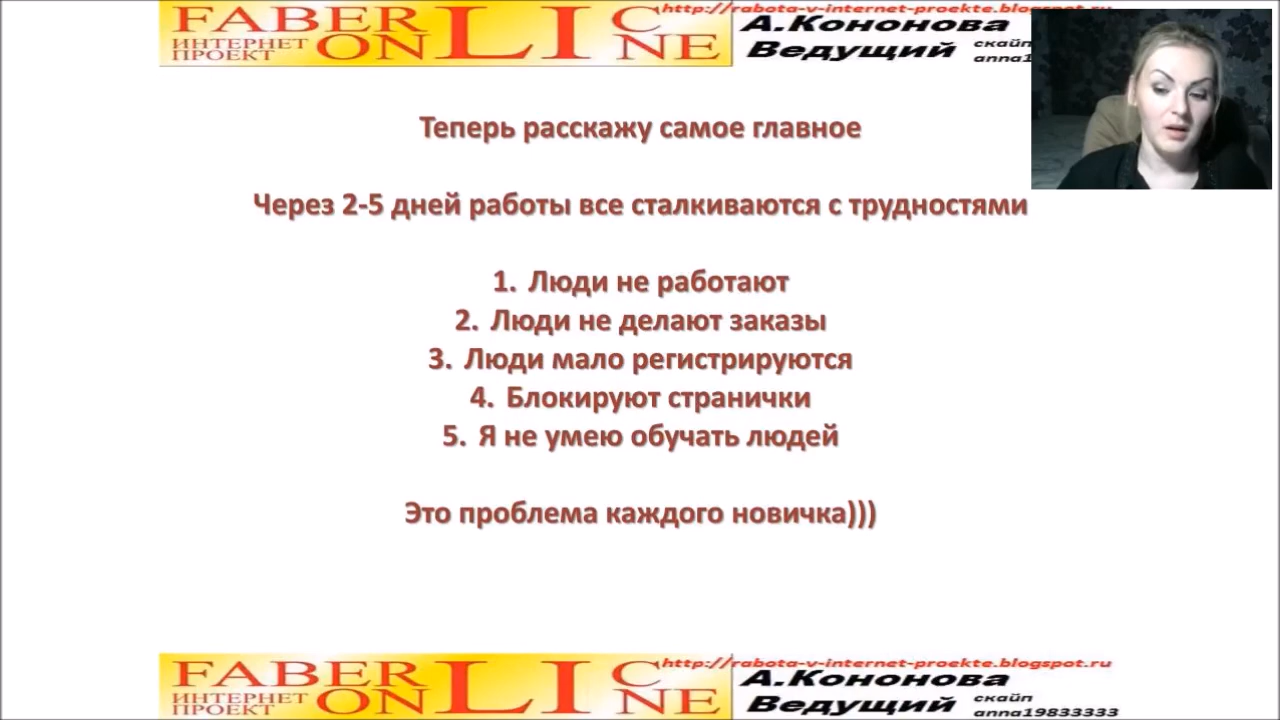 http://rabota-v-internet-proekte.blogspot.ru
FABERLIC
ИНТЕРНЕТ ПРОЕКТ
ONLINE
А.Кононова
Ведущий
скайп
anna1
Теперь расскажу самое главное
Через 2-5 дней работы все сталкиваются с трудностями
1. Люди не работают
2. Люди не делают заказы
3. Люди мало регистрируются
4. Блокируют странички
5. Я не умею обучать людей
Это проблема каждого новичка)))
http://rabota-v-internet-proekte.blogspot.ru
FABERLIC
ИНТЕРНЕТ ПРОЕКТ
ONLINE
А.Кононова
Ведущий
скайп
anna19833333